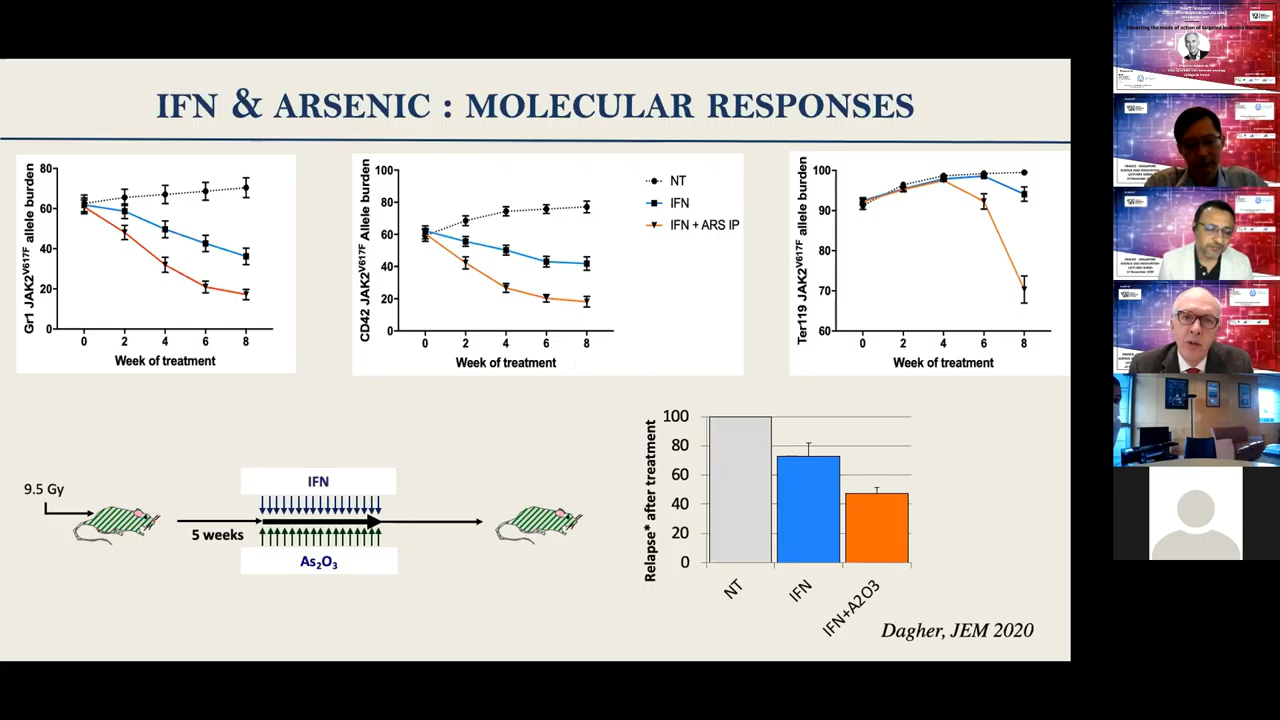 IFN & ARSENIC : MOLECULAR RESPONSES
Gr1 JAK2V617F allele burden
80
60
40
20
0
0 2 4 6 8
Week of treatment
CD42 JAK2V617F Allele burden
100
80
60
40
20
0
0 2 4 6 8
Week of treatment
NT
IFN
IFN + ARS IP
Ter119 JAK2V617F allele burden
100
90
80
70
60
0 2 4 6 8
Week of treatment
9.5 Gy
5 weeks
IFN
As2O3
Relapse* after treatment
100
80
60
40
20
0
NT
IFN
IFN+A2O3
Dagher, JEM 2020